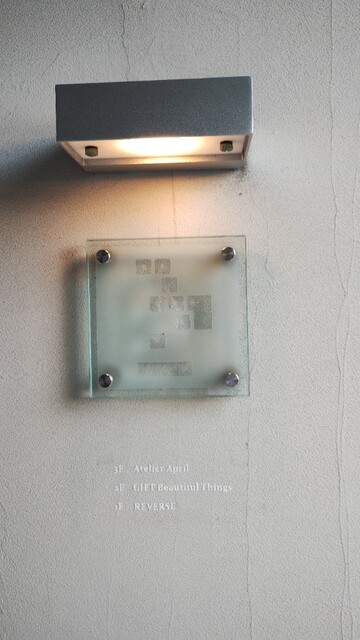 3F Atelier April
2F GIFT Beautiful Things
1F REVERSE